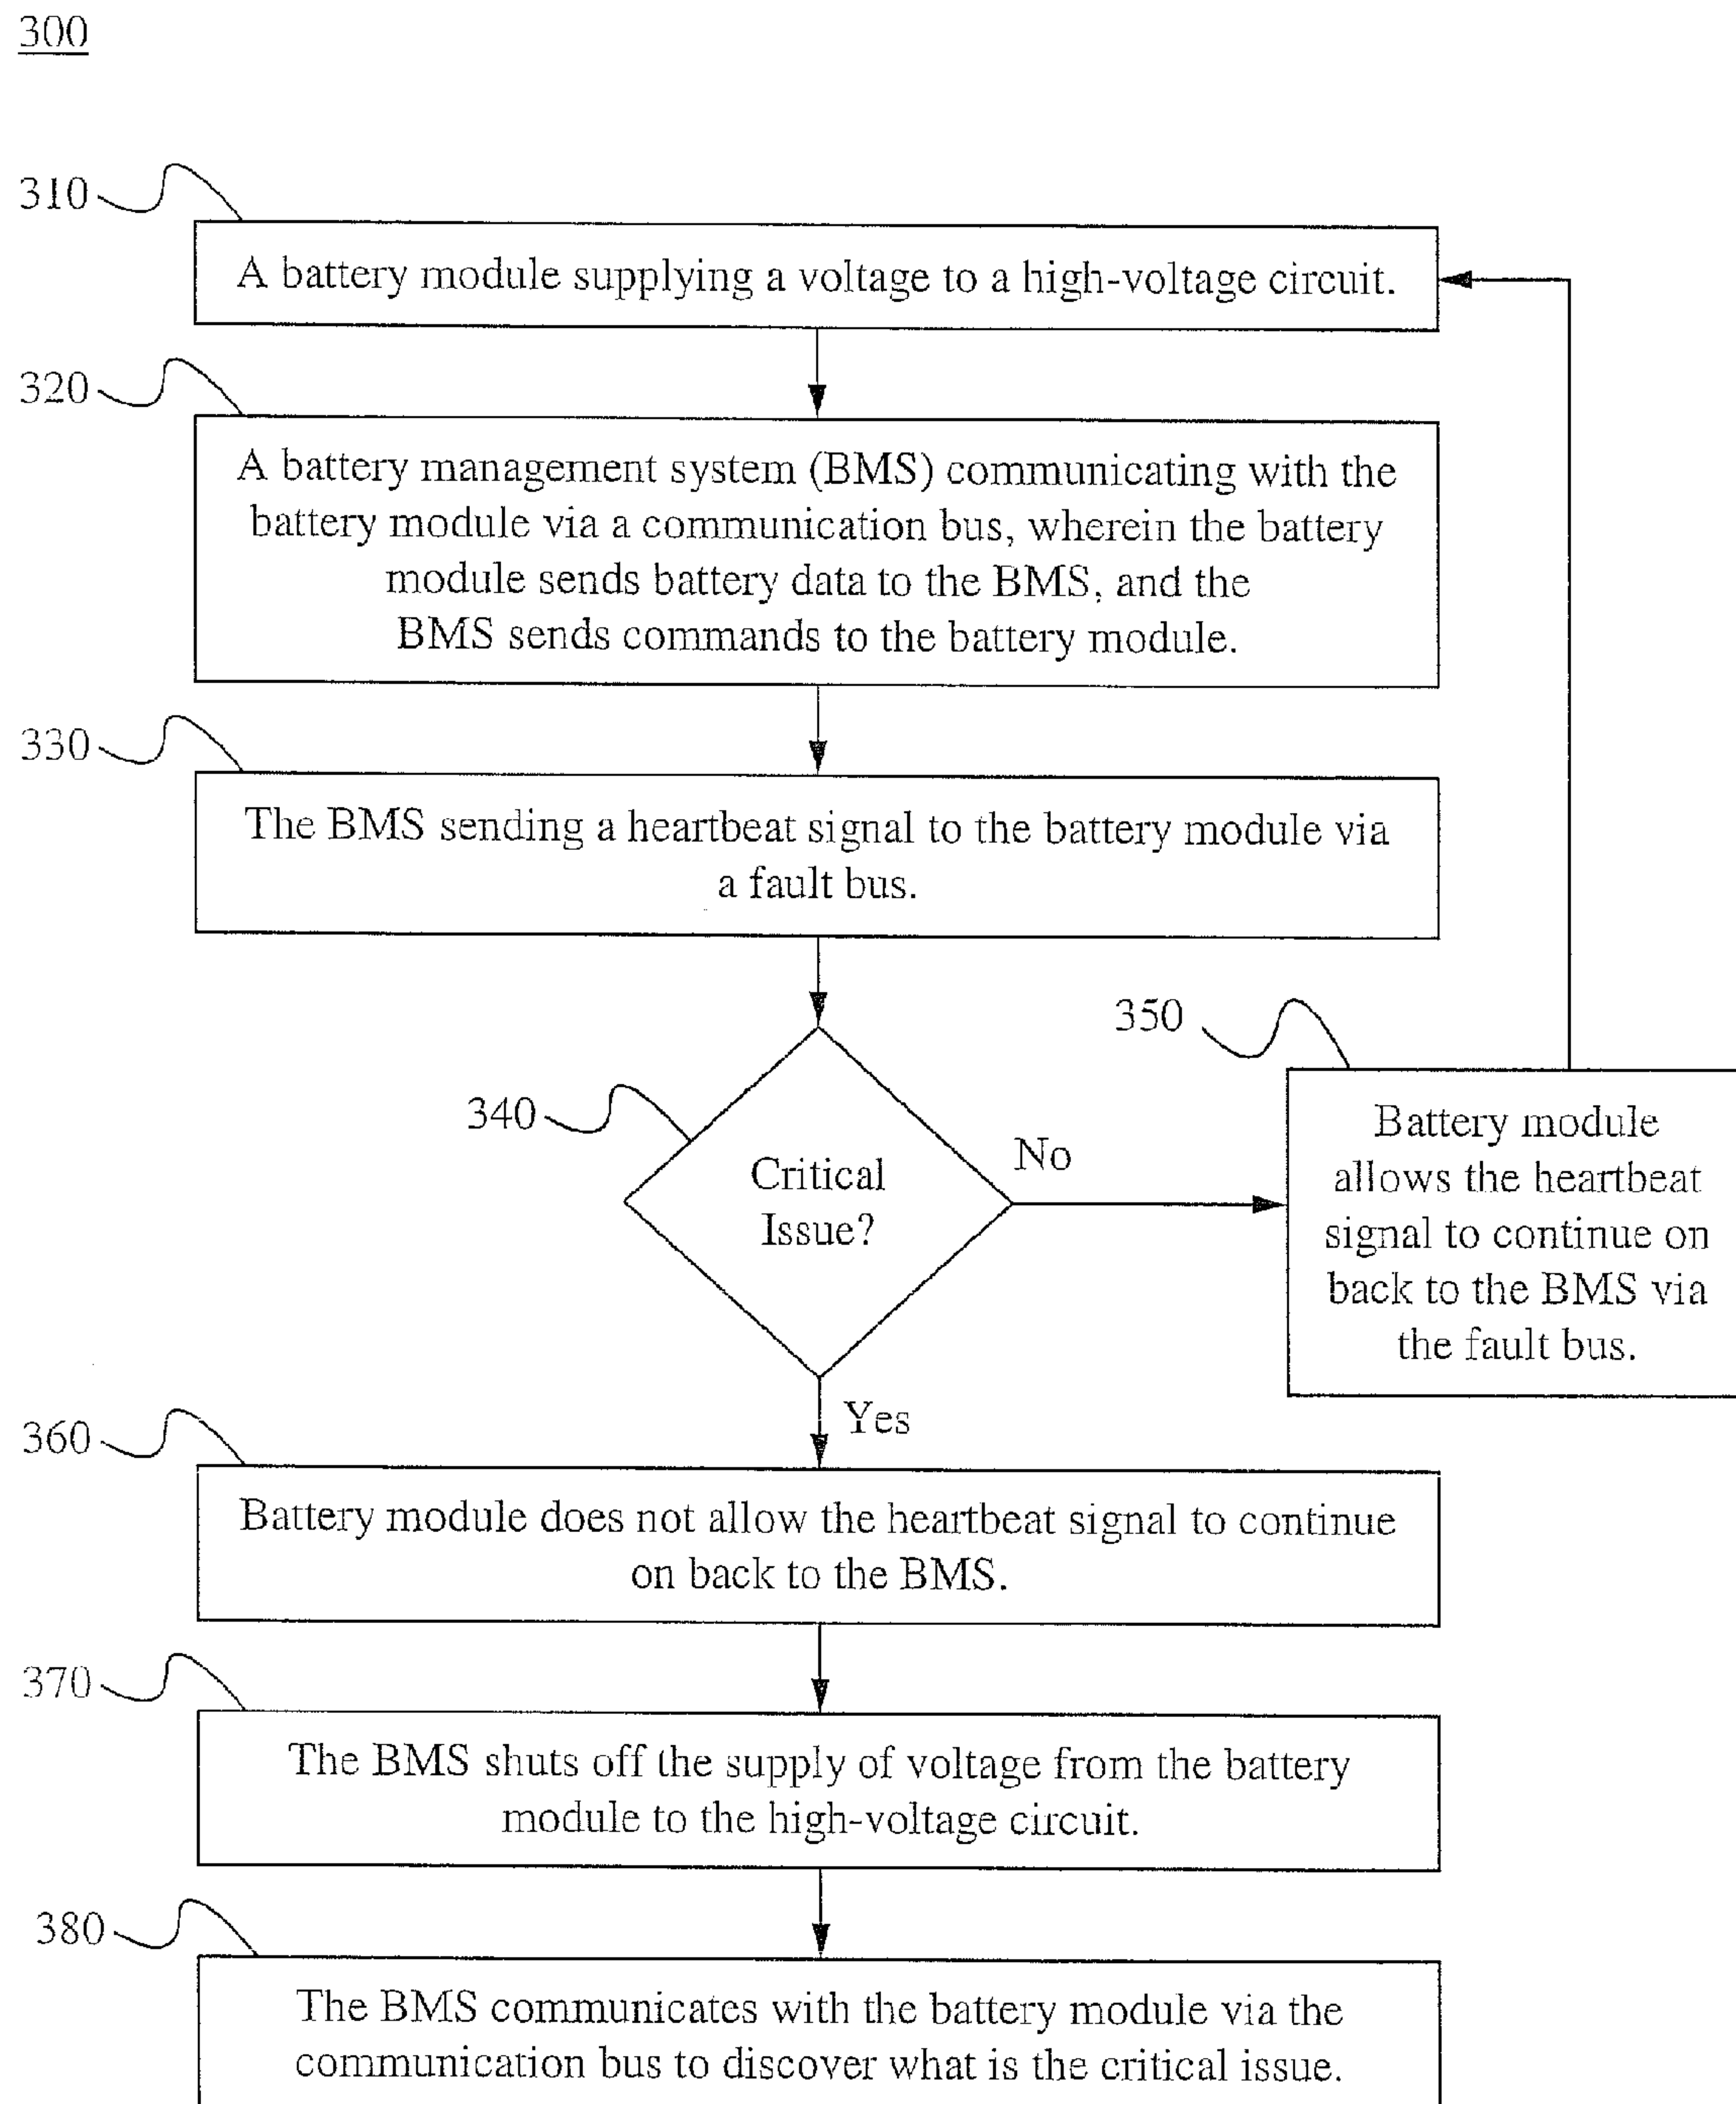 300
310
A battery module supplying a voltage to a high-voltage circuit.
320
A battery management system (BMS) communicating with the
battery module via a communication bus, wherein the battery
module sends battery data to the BMS, and the
BMS sends commands to the battery module.
330
The BMS sending a heartbeat signal to the battery module via
a fault bus.
340
Critical
Issue?
No
350
Battery module
allows the heartbeat
signal to continue on
back to the BMS via
the fault bus.
Yes
360
Battery module does not allow the heartbeat signal to continue
on back to the BMS.
370
The BMS shuts off the supply of voltage from the battery
module to the high-voltage circuit.
380
The BMS communicates with the battery module via the
communication bus to discover what is the critical issue.